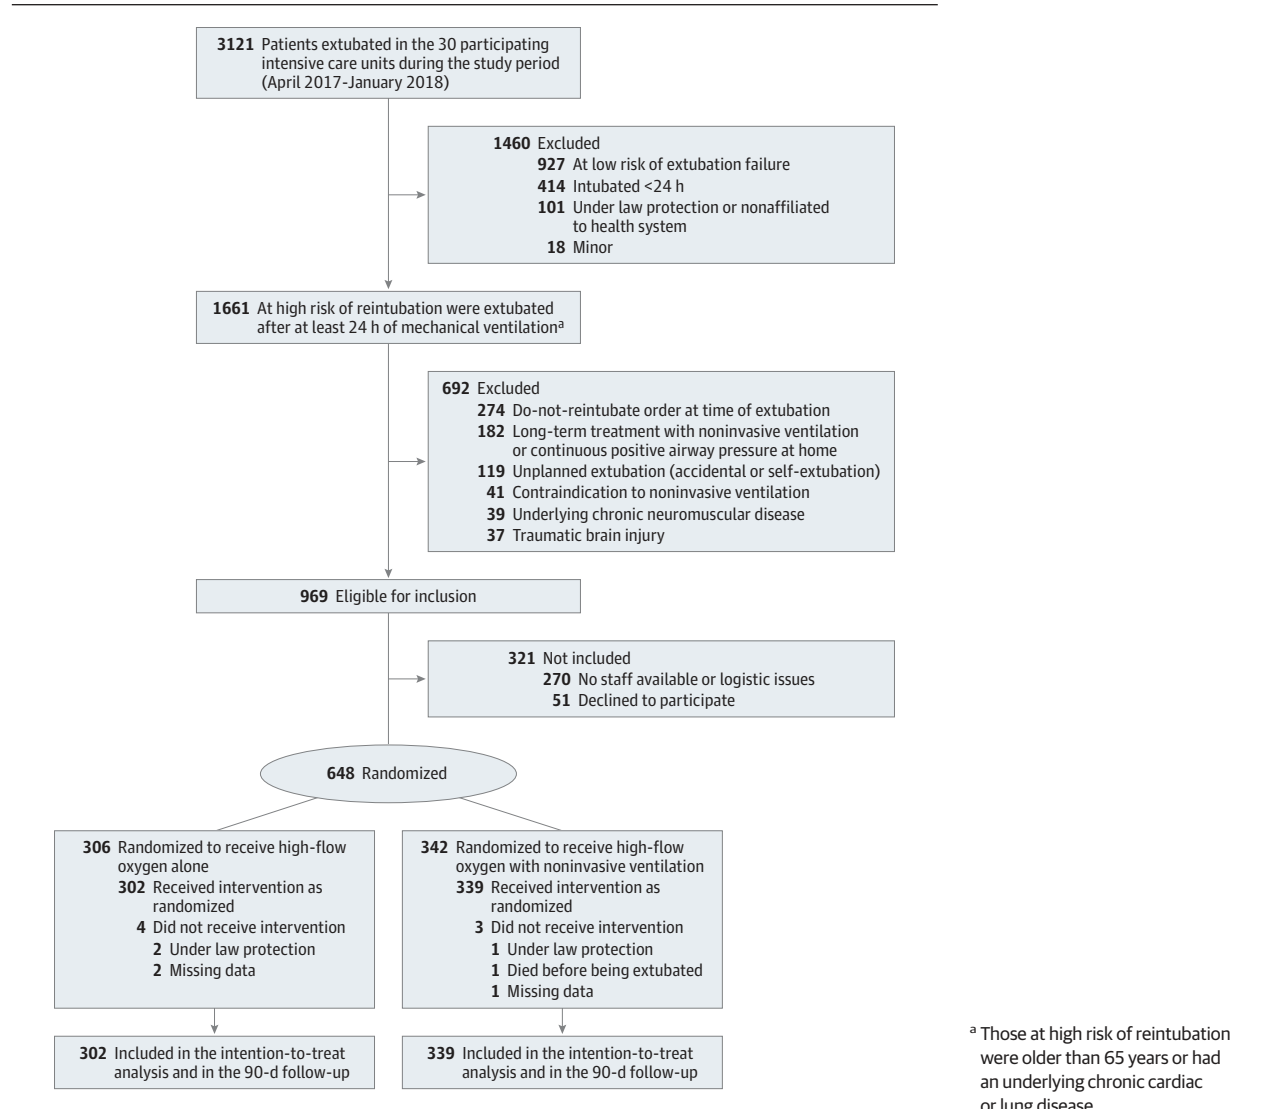 3121 Patients extubated in the 30 participating
intensive care units during the study period
(April 2017-January 2018)
1460 Excluded
927 At low risk of extubation failure
414 Intubated <24 h
101 Under law protection or nonaffiliated
to health system
18 Minor
1661 At high risk of reintubation were extubated
after at least 24 h of mechanical ventilationa
692 Excluded
274 Do-not-reintubate order at time of extubation
182 Long-term treatment with noninvasive ventilation
or continuous positive airway pressure at home
119 Unplanned extubation (accidental or self-extubation)
41 Contraindication to noninvasive ventilation
39 Underlying chronic neuromuscular disease
37 Traumatic brain injury
969 Eligible for inclusion
321 Not included
270 No staff available or logistic issues
51 Declined to participate
648 Randomized
306 Randomized to receive high-flow
oxygen alone
302 Received intervention as
randomized
4 Did not receive intervention
2 Under law protection
2 Missing data
342 Randomized to receive high-flow
oxygen with noninvasive ventilation
339 Received intervention as
randomized
3 Did not receive intervention
1 Under law protection
1 Died before being extubated
1 Missing data
302 Included in the intention-to-treat
analysis and in the 90-d follow-up
339 Included in the intention-to-treat
analysis and in the 90-d follow-up
a Those at high risk of reintubation
were older than 65 years or had
an underlying chronic cardiac
or lung disease